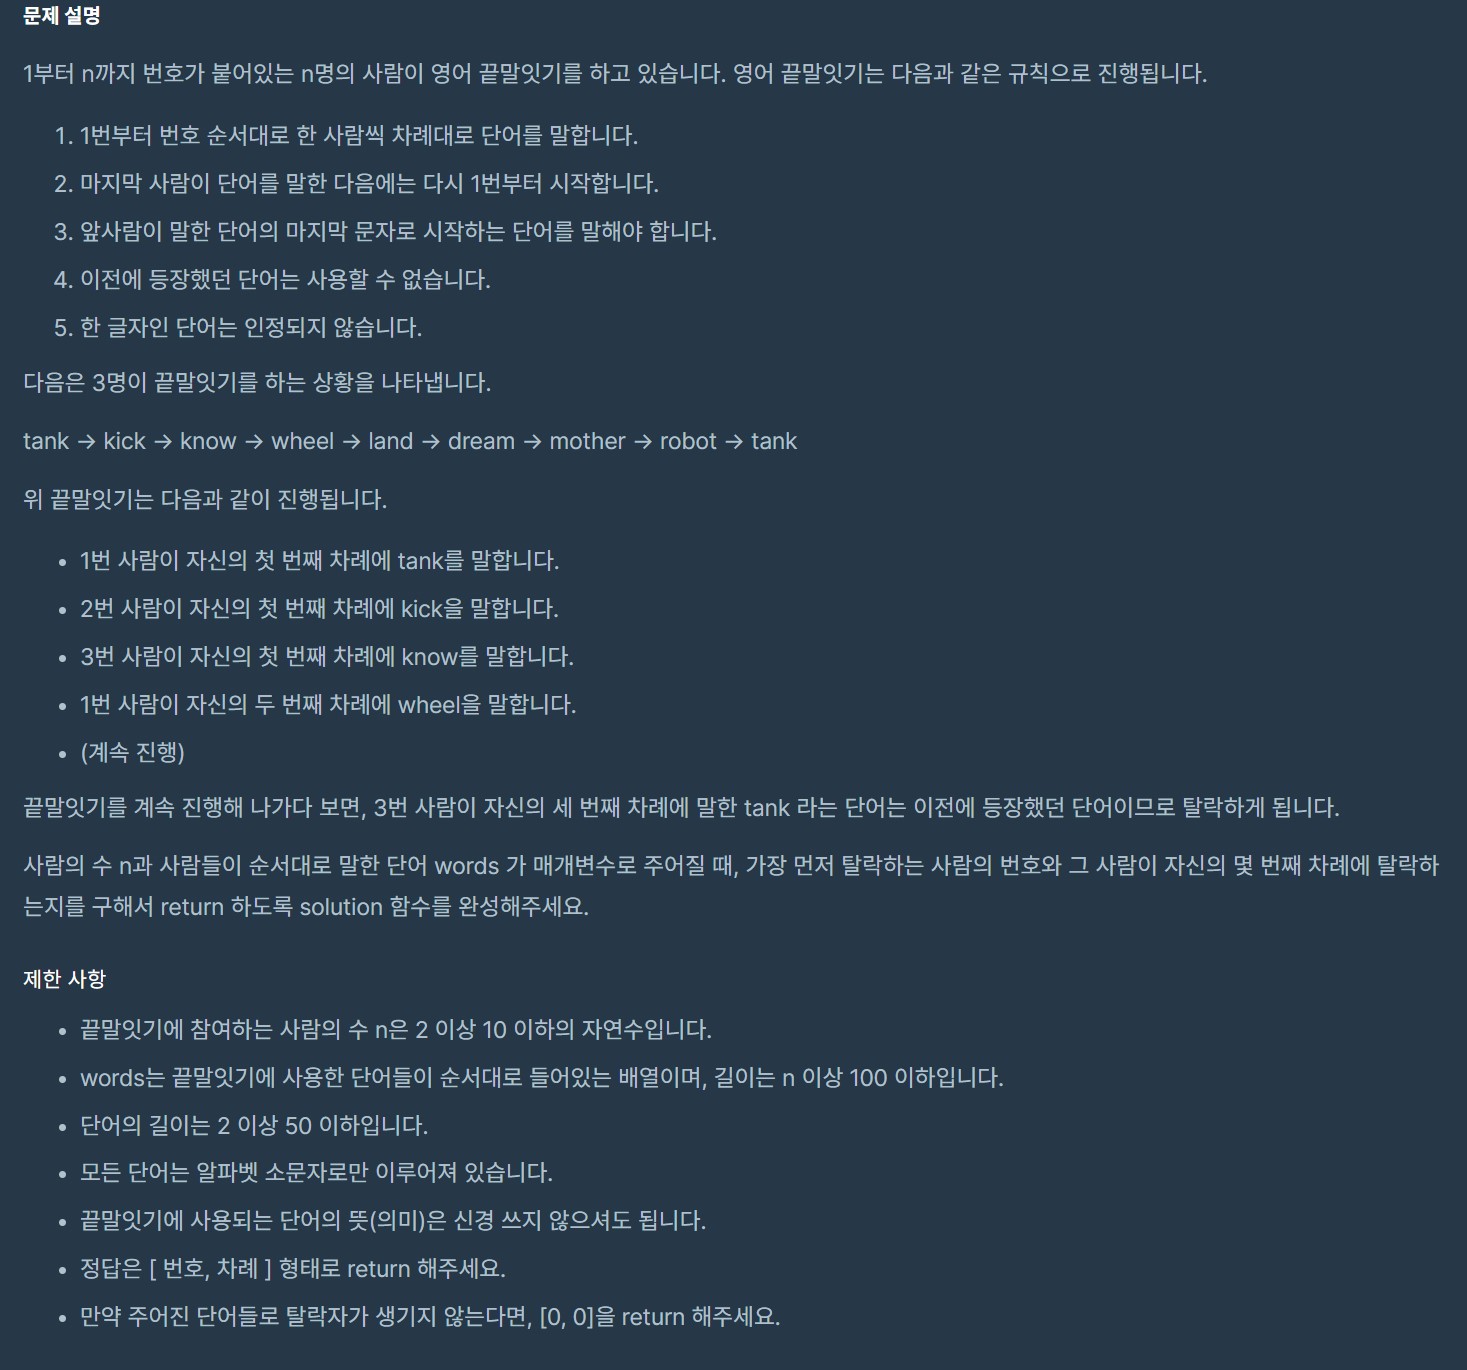 문제 설명
1부터 n까지 번호가 붙어있는 n명의 사람이 영어 끝말잇기를 하고 있습니다. 영어 끝말잇기는 다음과 같은 규칙으로 진행됩니다.
1. 1번부터 번호 순서대로 한 사람씩 차례대로 단어를 말합니다.
2. 마지막 사람이 단어를 말한 다음에는 다시 1번부터 시작합니다.
3. 앞사람이 말한 단어의 마지막 문자로 시작하는 단어를 말해야 합니다.
4. 이전에 등장했던 단어는 사용할 수 없습니다.
5. 한 글자인 단어는 인정되지 않습니다.
다음은 3명이 끝말잇기를 하는 상황을 나타냅니다.
tank → kick → know → wheel → land → dream → mother → robot → tank
위 끝말잇기는 다음과 같이 진행됩니다.
• 1번 사람이 자신의 첫 번째 차례에 tank를 말합니다.
• 2번 사람이 자신의 첫 번째 차례에 kick을 말합니다.
• 3번 사람이 자신의 첫 번째 차례에 know를 말합니다.
• 1번 사람이 자신의 두 번째 차례에 wheel을 말합니다.
• (계속 진행)
끝말잇기를 계속 진행해 나가다 보면, 3번 사람이 자신의 세 번째 차례에 말한 tank 라는 단어는 이전에 등장했던 단어이므로 탈락하게 됩니다.
사람의 수 n과 사람들이 순서대로 말한 단어 words 가 매개변수로 주어질 때, 가장 먼저 탈락하는 사람의 번호와 그 사람이 자신의 몇 번째 차례에 탈락하
는지를 구해서 return 하도록 solution 함수를 완성해주세요.
제한 사항
• 끝말잇기에 참여하는 사람의 수 n은 2 이상 10 이하의 자연수입니다.
• words는 끝말잇기에 사용한 단어들이 순서대로 들어있는 배열이며, 길이는 n 이상 100 이하입니다.
• 단어의 길이는 2 이상 50 이하입니다.
• 모든 단어는 알파벳 소문자로만 이루어져 있습니다.
• 끝말잇기에 사용되는 단어의 뜻(의미)은 신경 쓰지 않으셔도 됩니다.
• 정답은 [ 번호, 차례 ] 형태로 return 해주세요.
• 만약 주어진 단어들로 탈락자가 생기지 않는다면, [0, 0]을 return 해주세요.